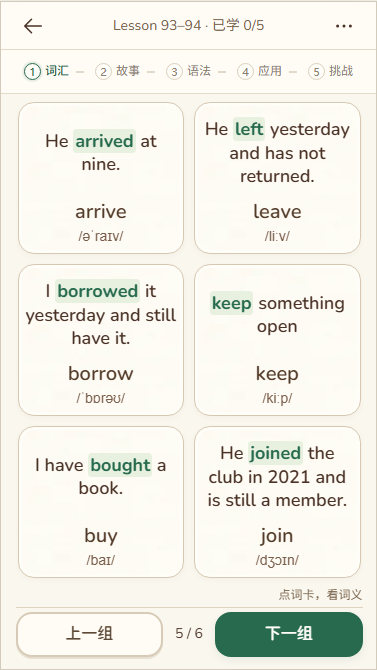 Lesson 93–94 · 已学 0/5
1 词汇 – 2 故事 – 3 语法 – 4 应用 – 5 挑战
He arrived at
nine.
arrive
/əˈraɪv/
He left yesterday
and has not
returned.
leave
/liːv/
I borrowed it
yesterday and still
have it.
borrow
/ˈbɒrəʊ/
keep something
open
keep
/kiːp/
I have bought a
book.
buy
/baɪ/
He joined the
club in 2021 and
is still a member.
join
/dʒɔɪn/
点词卡，看词义
上一组 5 / 6 下一组